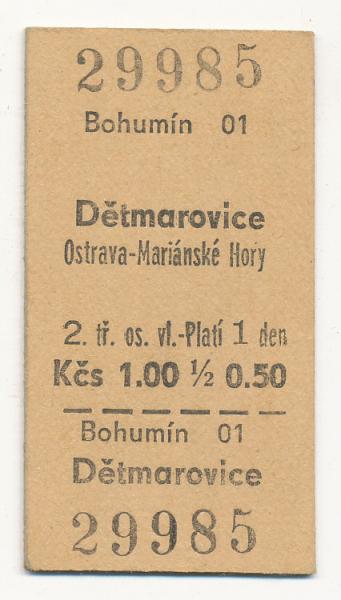 29985
Bohumín 01
Dětmarovice
Ostrava-Mariánské Hory
2. tř. os. vl.-Platí 1 den
Kčs 1.00 ½ 0.50
Bohumín 01
Dětmarovice
29985